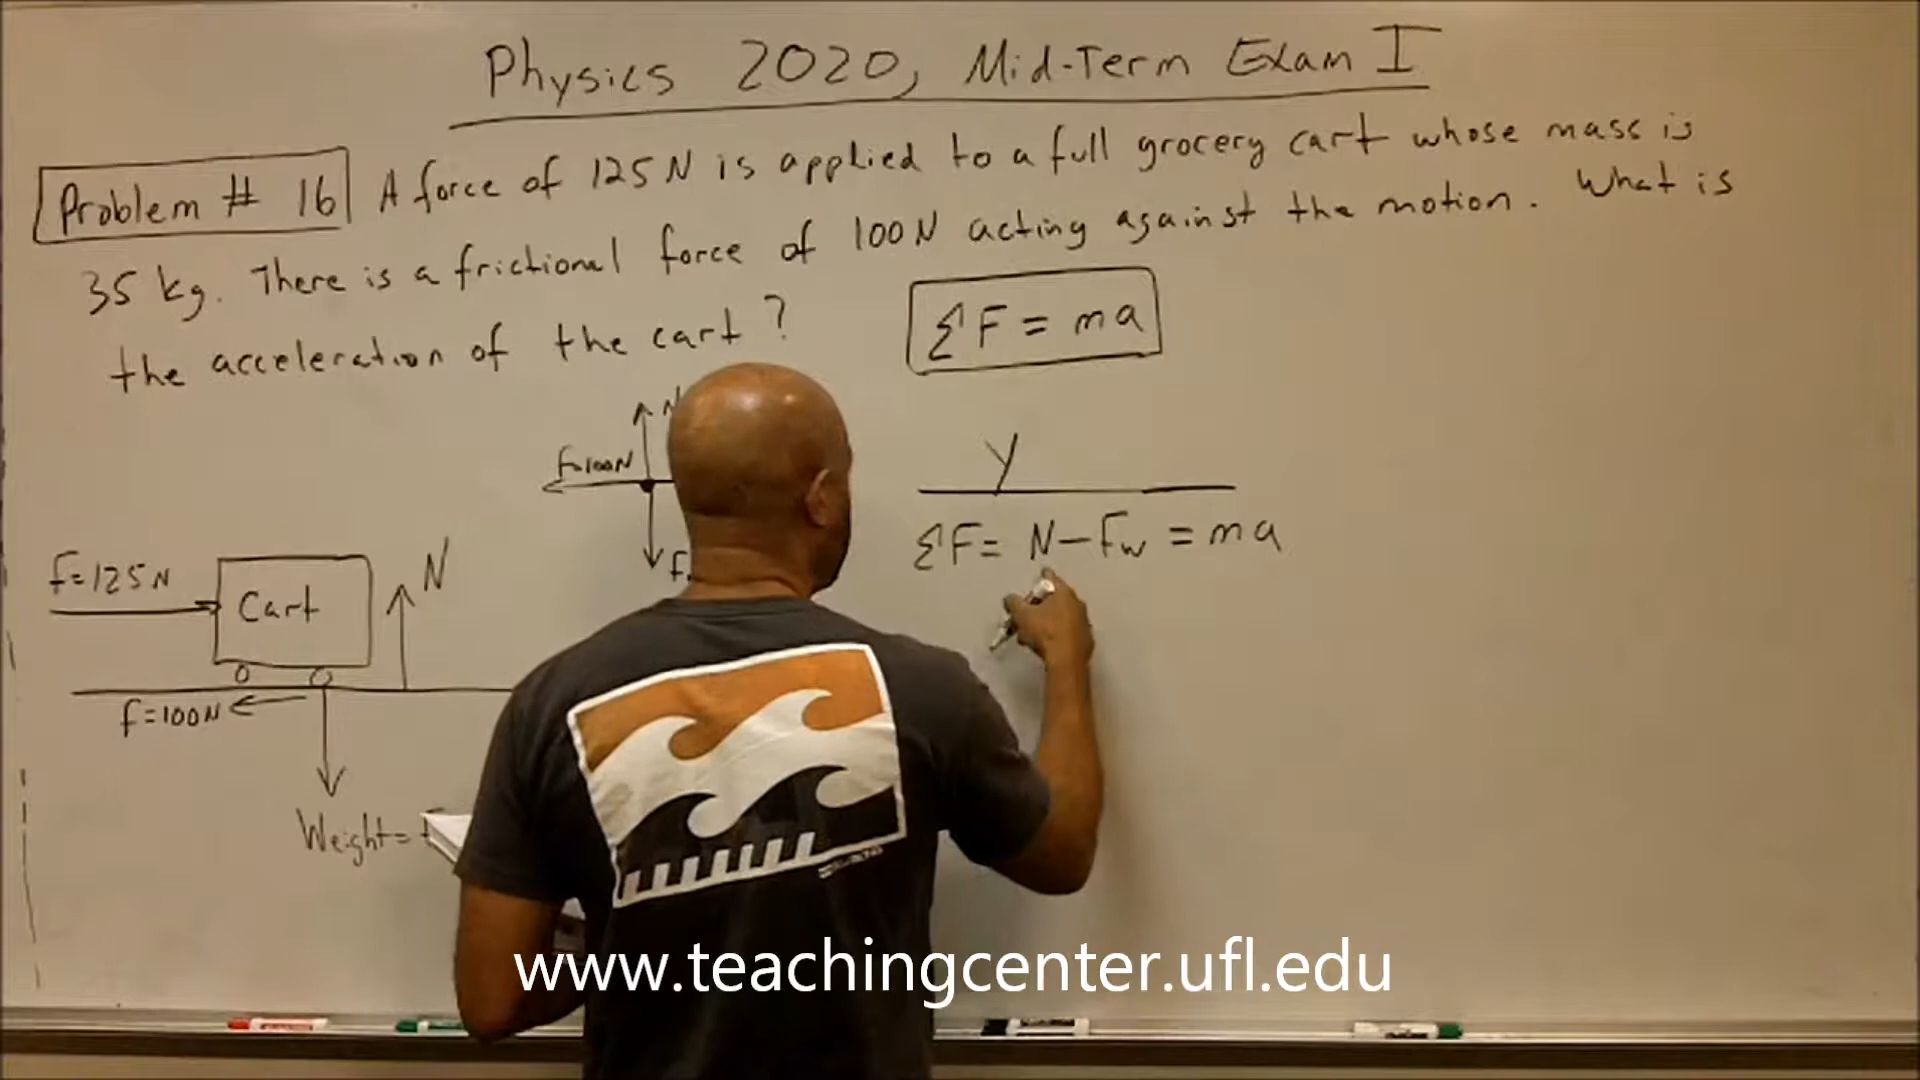 Physics 2020, Mid-Term Exam I
Problem # 16 A force of 125 N is applied to a full grocery cart whose mass is
35 kg. There is a frictional force of 100 N acting against the motion. What is
the acceleration of the cart?
ΣF = ma
N
f=100N
Y
ΣF = N - Fw = ma
f=125N
Cart
N
f=100N
Weight=
www.teachingcenter.ufl.edu